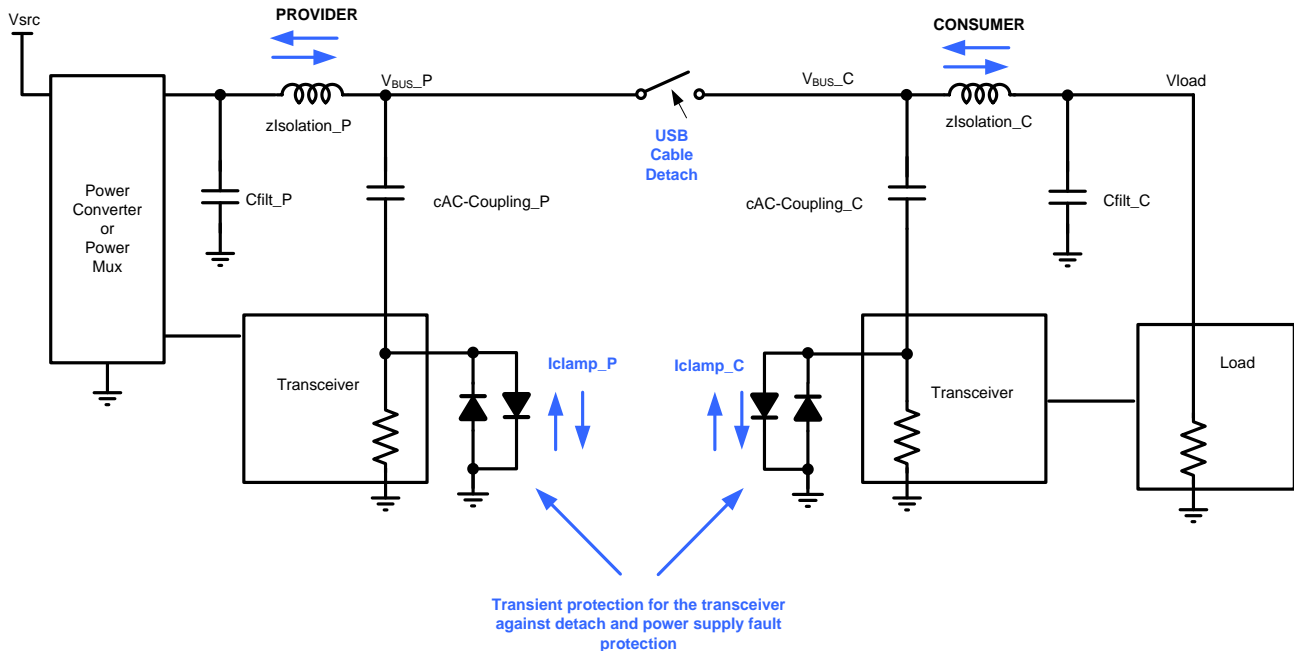 PROVIDER
Vsrc
CONSUMER
VBUS_P
VBUS_C
Vload
zIsolation_P
zIsolation_C
USB
Cable
Detach
Power
Converter
or
Power
Mux
Cfilt_P
cAC-Coupling_P
cAC-Coupling_C
Cfilt_C
Transceiver
Iclamp_P
Iclamp_C
Transceiver
Load
Transient protection for the transceiver
against detach and power supply fault
protection